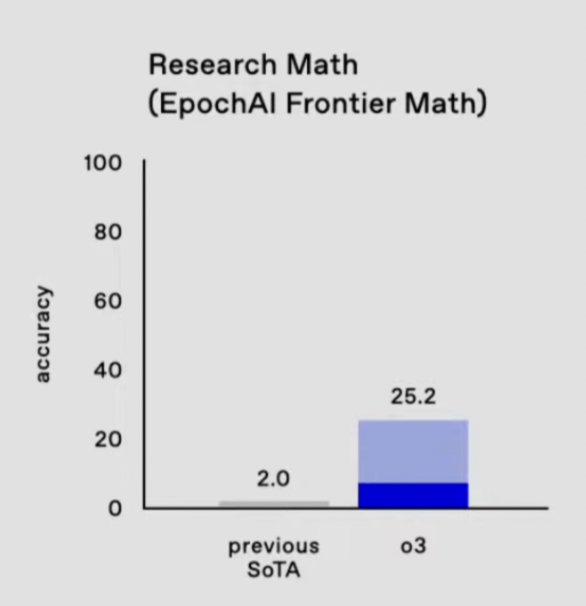 Research Math
(EpochAI Frontier Math)
100
80
60
40
20
0
accuracy
25.2
2.0
previous
SoTA
o3